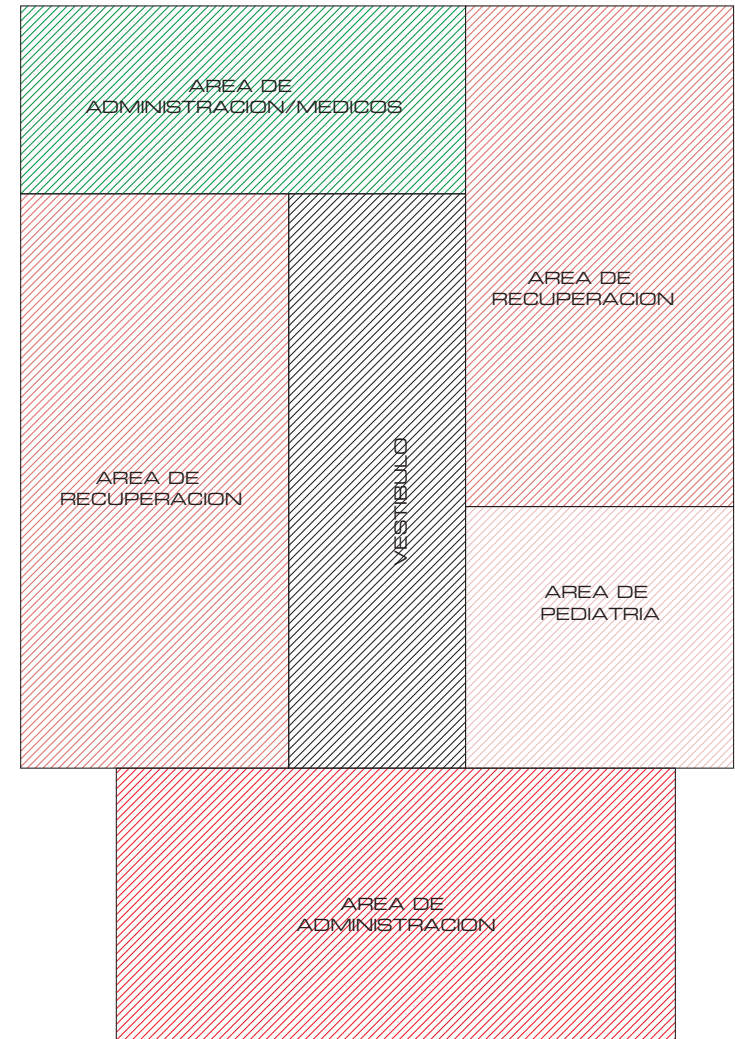 AREA DE
ADMINISTRACION/MEDICOS
AREA DE
RECUPERACION
AREA DE
RECUPERACION
VESTIBULO
AREA DE
PEDIATRIA
AREA DE
ADMINISTRACION